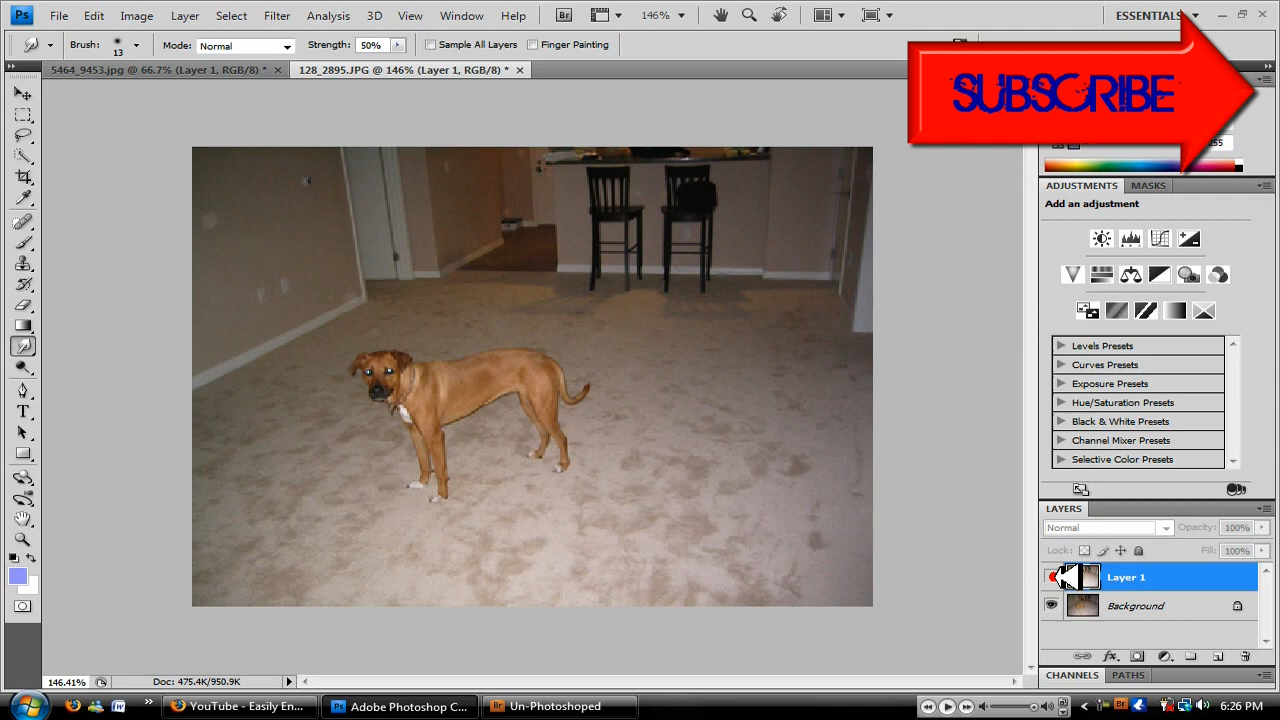 Ps File Edit Image Layer Select Filter Analysis 3D View Window Help Br 146% ESSENTIALS
Brush: 13 Mode: Normal Strength: 50% Sample All Layers Finger Painting
5464_9453.jpg @ 66.7% (Layer 1, RGB/8) * 128_2895.JPG @ 146% (Layer 1, RGB/8) *
SUBSCRIBE
255
ADJUSTMENTS MASKS
Add an adjustment
Levels Presets
Curves Presets
Exposure Presets
Hue/Saturation Presets
Black & White Presets
Channel Mixer Presets
Selective Color Presets
LAYERS
Normal Opacity: 100%
Lock: Fill: 100%
Layer 1
Background
CHANNELS PATHS
146.41% Doc: 475.4K/950.9K
YouTube - Easily En... Ps Adobe Photoshop C... Br Un-Photoshoped Br 6:26 PM